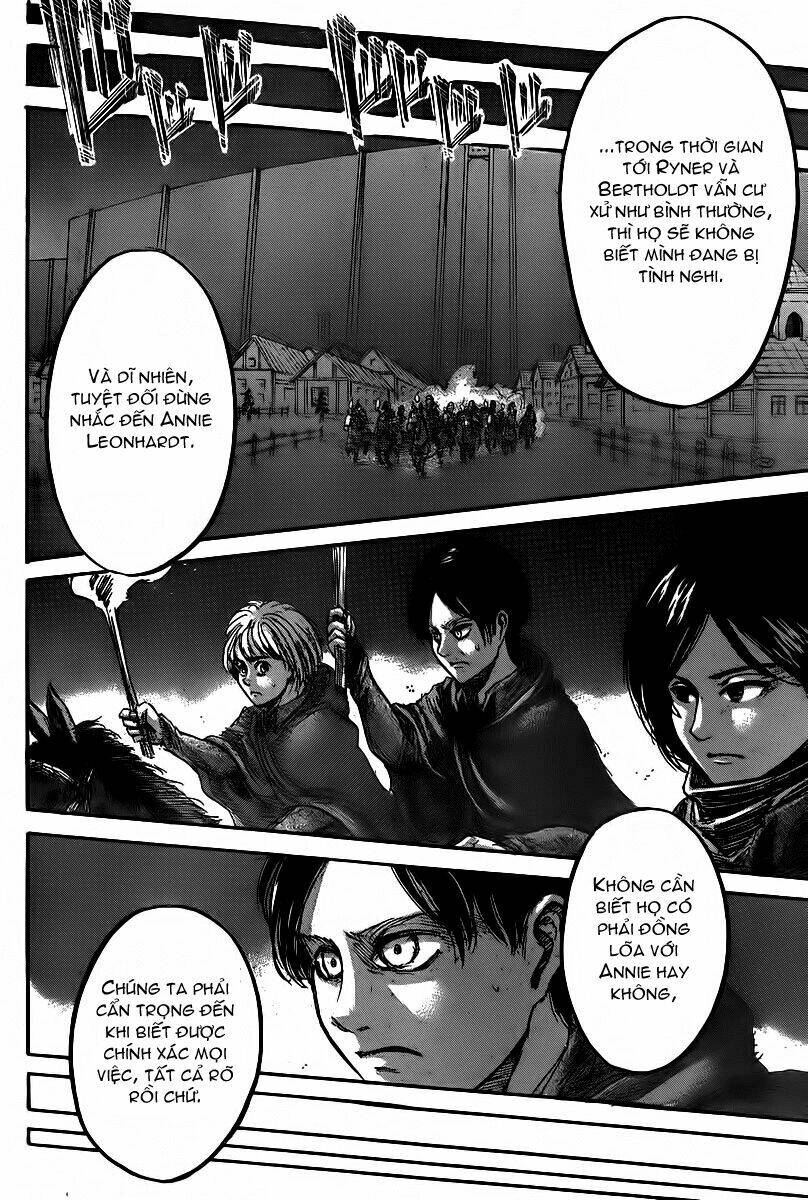 ...TRONG THỜI GIAN
TỚI RYNER VÀ
BERTHOLDT VẪN CƯ
XỬ NHƯ BÌNH THƯỜNG,
THÌ HỌ SẼ KHÔNG
BIẾT MÌNH ĐANG BỊ
TÌNH NGHI.
VÀ DĨ NHIÊN,
TUYỆT ĐỐI ĐỪNG
NHẮC ĐẾN ANNIE
LEONHARDT.
KHÔNG CẦN
BIẾT HỌ CÓ
PHẢI ĐỒNG
LÕA VỚI
ANNIE HAY
KHÔNG,
CHÚNG TA PHẢI
CẨN TRỌNG ĐẾN
KHI BIẾT ĐƯỢC
CHÍNH XÁC MỌI
VIỆC, TẤT CẢ RÕ
RỒI CHỨ.